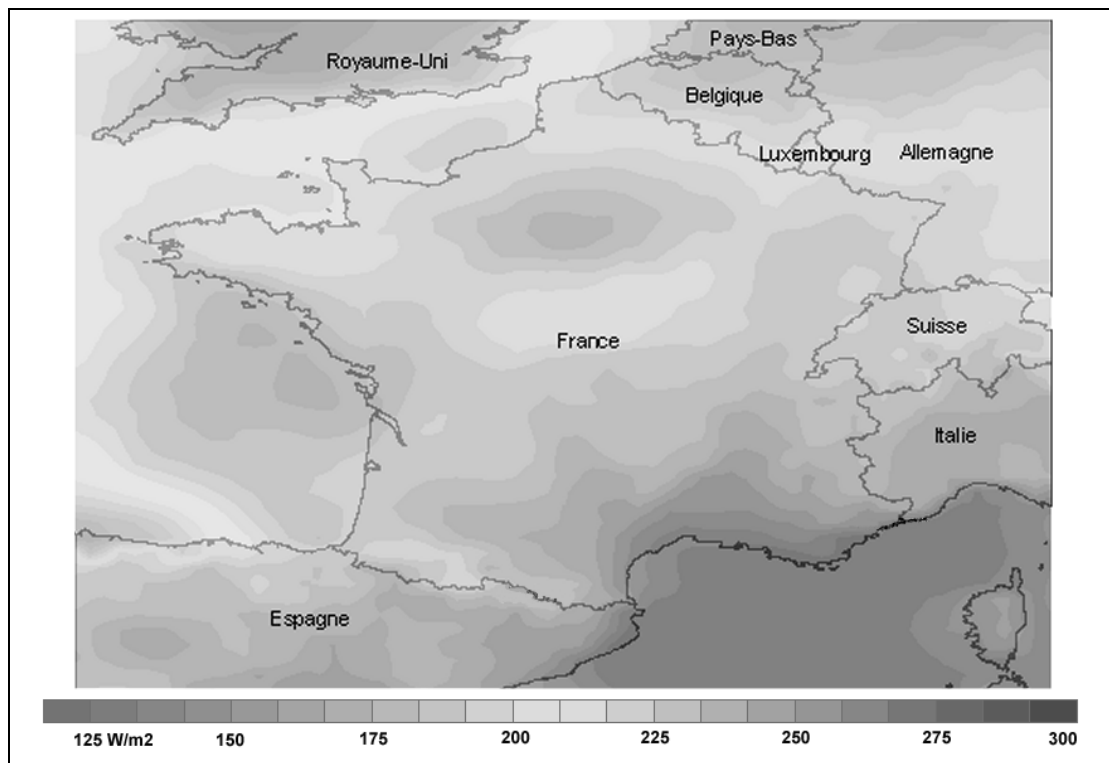 Pays-Bas
Royaume-Uni
Belgique
Luxembourg
Allemagne
Suisse
France
Italie
Espagne
125 W/m2 150 175 200 225 250 275 300